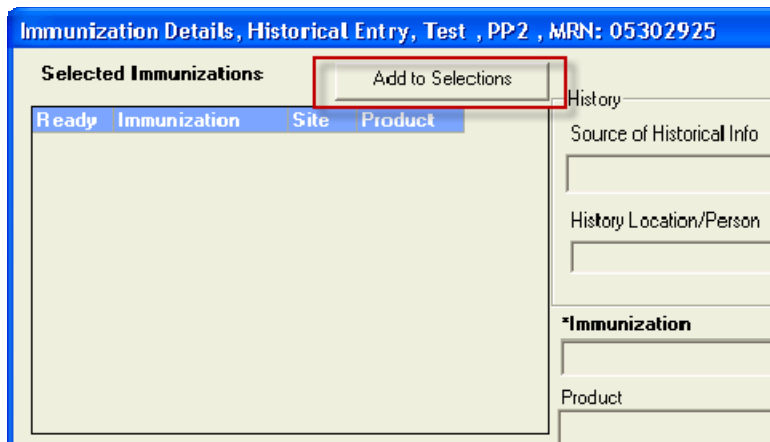 Immunization Details, Historical Entry, Test , PP2 , MRN: 05302925
Selected Immunizations
Add to Selections
Ready Immunization Site Product
History
Source of Historical Info
History Location/Person
*Immunization
Product